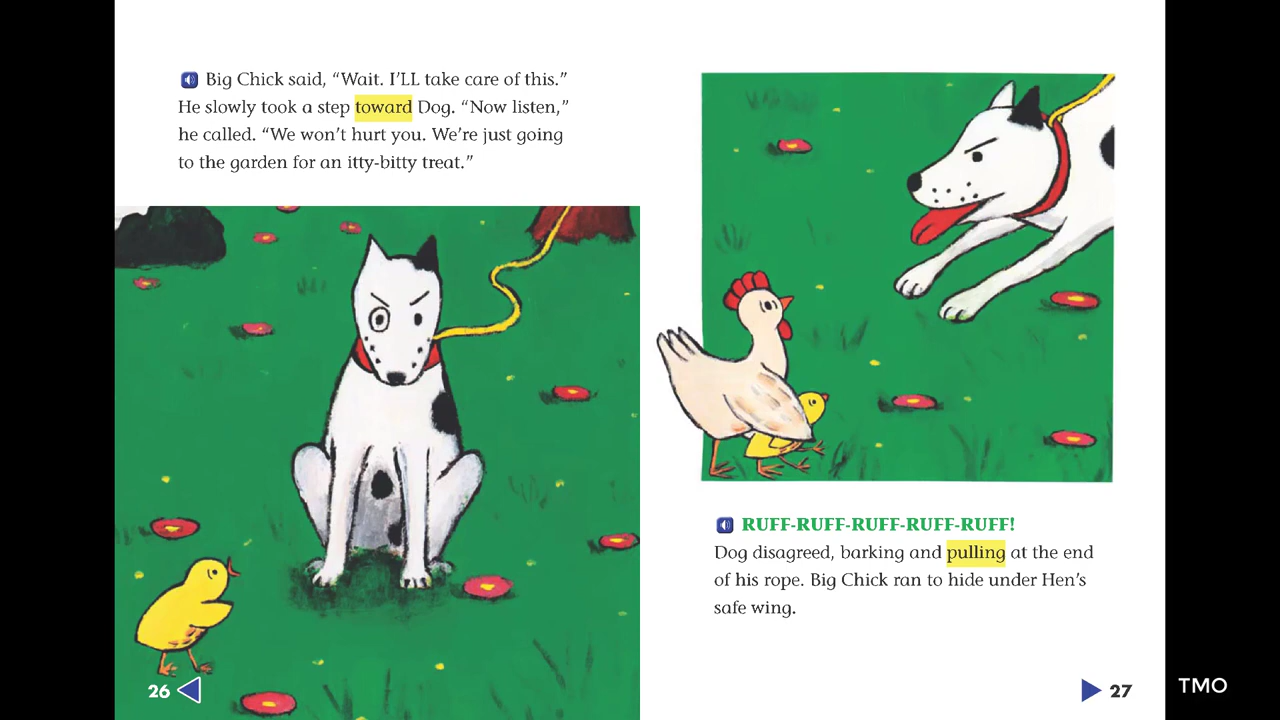 Big Chick said, “Wait. I’LL take care of this.”
He slowly took a step toward Dog. “Now listen,”
he called. “We won’t hurt you. We’re just going
to the garden for an itty-bitty treat.”
26
RUFF-RUFF-RUFF-RUFF-RUFF!
Dog disagreed, barking and pulling at the end
of his rope. Big Chick ran to hide under Hen’s
safe wing.
27
TMO